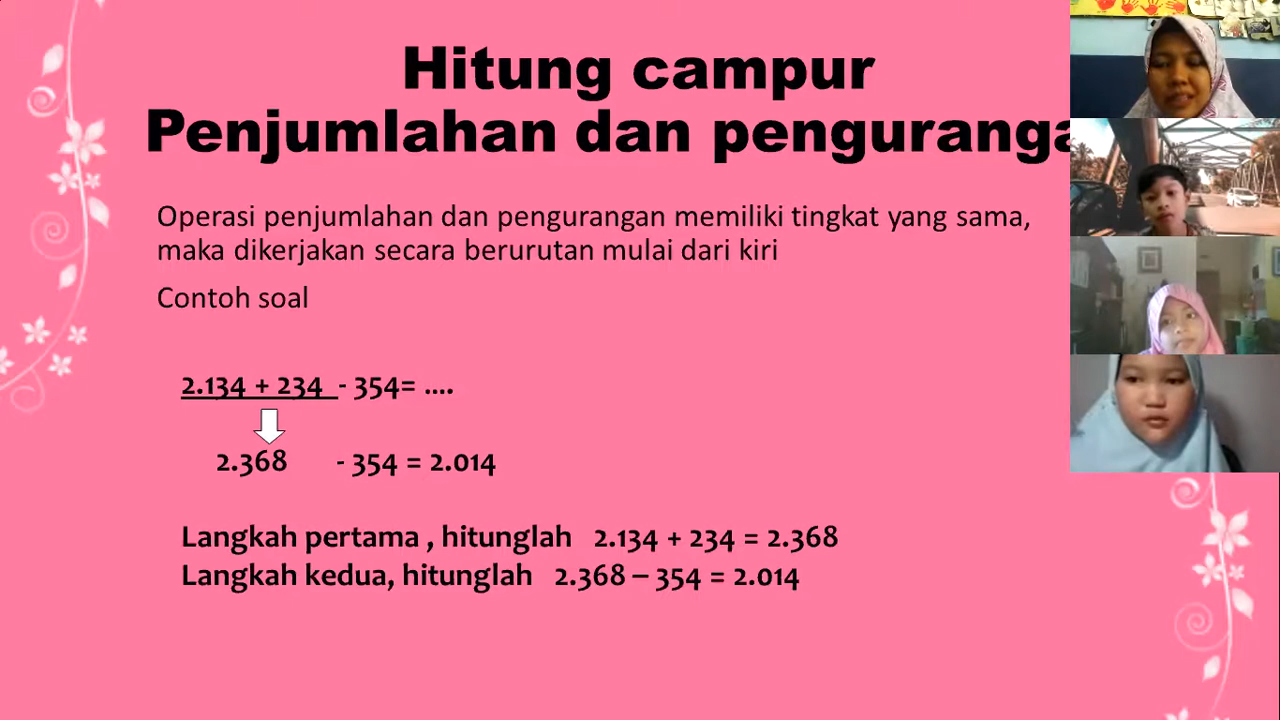 Hitung campur
Penjumlahan dan penguranga
Operasi penjumlahan dan pengurangan memiliki tingkat yang sama,
maka dikerjakan secara berurutan mulai dari kiri
Contoh soal
2.134 + 234 - 354= ....
2.368 - 354 = 2.014
Langkah pertama , hitunglah 2.134 + 234 = 2.368
Langkah kedua, hitunglah 2.368 – 354 = 2.014